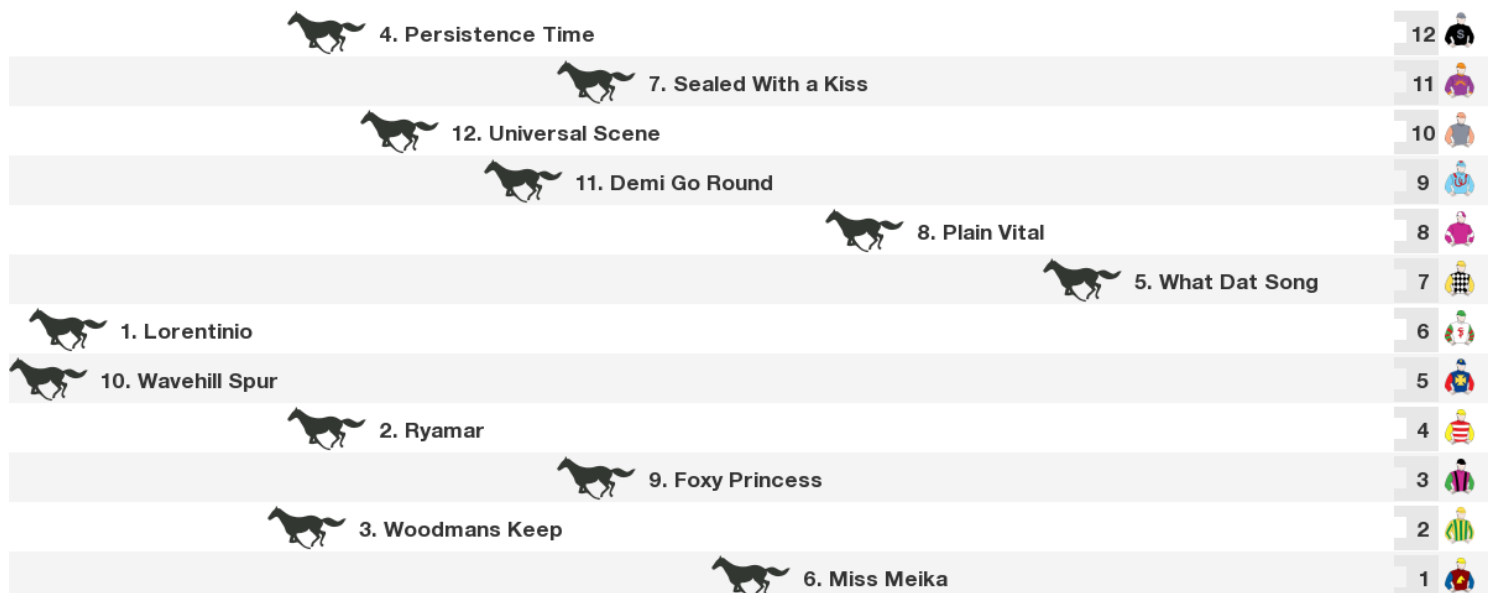 4. Persistence Time 12
7. Sealed With a Kiss 11
12. Universal Scene 10
11. Demi Go Round 9
8. Plain Vital 8
5. What Dat Song 7
1. Lorentinio 6
10. Wavehill Spur 5
2. Ryamar 4
9. Foxy Princess 3
3. Woodmans Keep 2
6. Miss Meika 1